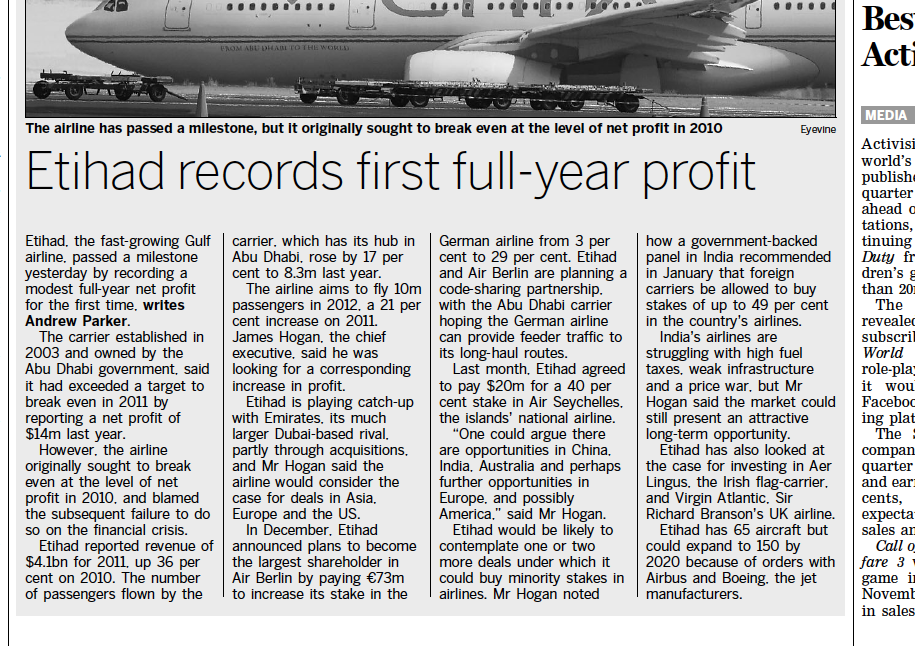 FROM ABU DHABI TO THE WORLD
The airline has passed a milestone, but it originally sought to break even at the level of net profit in 2010
Eyevine
Etihad records first full-year profit
Etihad, the fast-growing Gulf
airline, passed a milestone
yesterday by recording a
modest full-year net profit
for the first time, writes
Andrew Parker.
The carrier established in
2003 and owned by the
Abu Dhabi government, said
it had exceeded a target to
break even in 2011 by
reporting a net profit of
$14m last year.
However, the airline
originally sought to break
even at the level of net
profit in 2010, and blamed
the subsequent failure to do
so on the financial crisis.
Etihad reported revenue of
$4.1bn for 2011, up 36 per
cent on 2010. The number
of passengers flown by the
carrier, which has its hub in
Abu Dhabi, rose by 17 per
cent to 8.3m last year.
The airline aims to fly 10m
passengers in 2012, a 21 per
cent increase on 2011.
James Hogan, the chief
executive, said he was
looking for a corresponding
increase in profit.
Etihad is playing catch-up
with Emirates, its much
larger Dubai-based rival,
partly through acquisitions,
and Mr Hogan said the
airline would consider the
case for deals in Asia,
Europe and the US.
In December, Etihad
announced plans to become
the largest shareholder in
Air Berlin by paying €73m
to increase its stake in the
German airline from 3 per
cent to 29 per cent. Etihad
and Air Berlin are planning a
code-sharing partnership,
with the Abu Dhabi carrier
hoping the German airline
can provide feeder traffic to
its long-haul routes.
Last month, Etihad agreed
to pay $20m for a 40 per
cent stake in Air Seychelles,
the islands' national airline.
“One could argue there
are opportunities in China,
India, Australia and perhaps
further opportunities in
Europe, and possibly
America,” said Mr Hogan.
Etihad would be likely to
contemplate one or two
more deals under which it
could buy minority stakes in
airlines. Mr Hogan noted
how a government-backed
panel in India recommended
in January that foreign
carriers be allowed to buy
stakes of up to 49 per cent
in the country's airlines.
India's airlines are
struggling with high fuel
taxes, weak infrastructure
and a price war, but Mr
Hogan said the market could
still present an attractive
long-term opportunity.
Etihad has also looked at
the case for investing in Aer
Lingus, the Irish flag-carrier,
and Virgin Atlantic, Sir
Richard Branson's UK airline.
Etihad has 65 aircraft but
could expand to 150 by
2020 because of orders with
Airbus and Boeing, the jet
manufacturers.
Bes
Acti
MEDIA
Activisi
world's
publishe
quarter
ahead o
tations,
tinuing
Duty fr
dren's g
than 20
The
revealed
subscrib
World
role-play
it wou
Faceboo
ing plat
The S
compan
quarter
and earn
cents,
expecta
sales an
Call of
fare 3 v
game in
Novemb
in sales